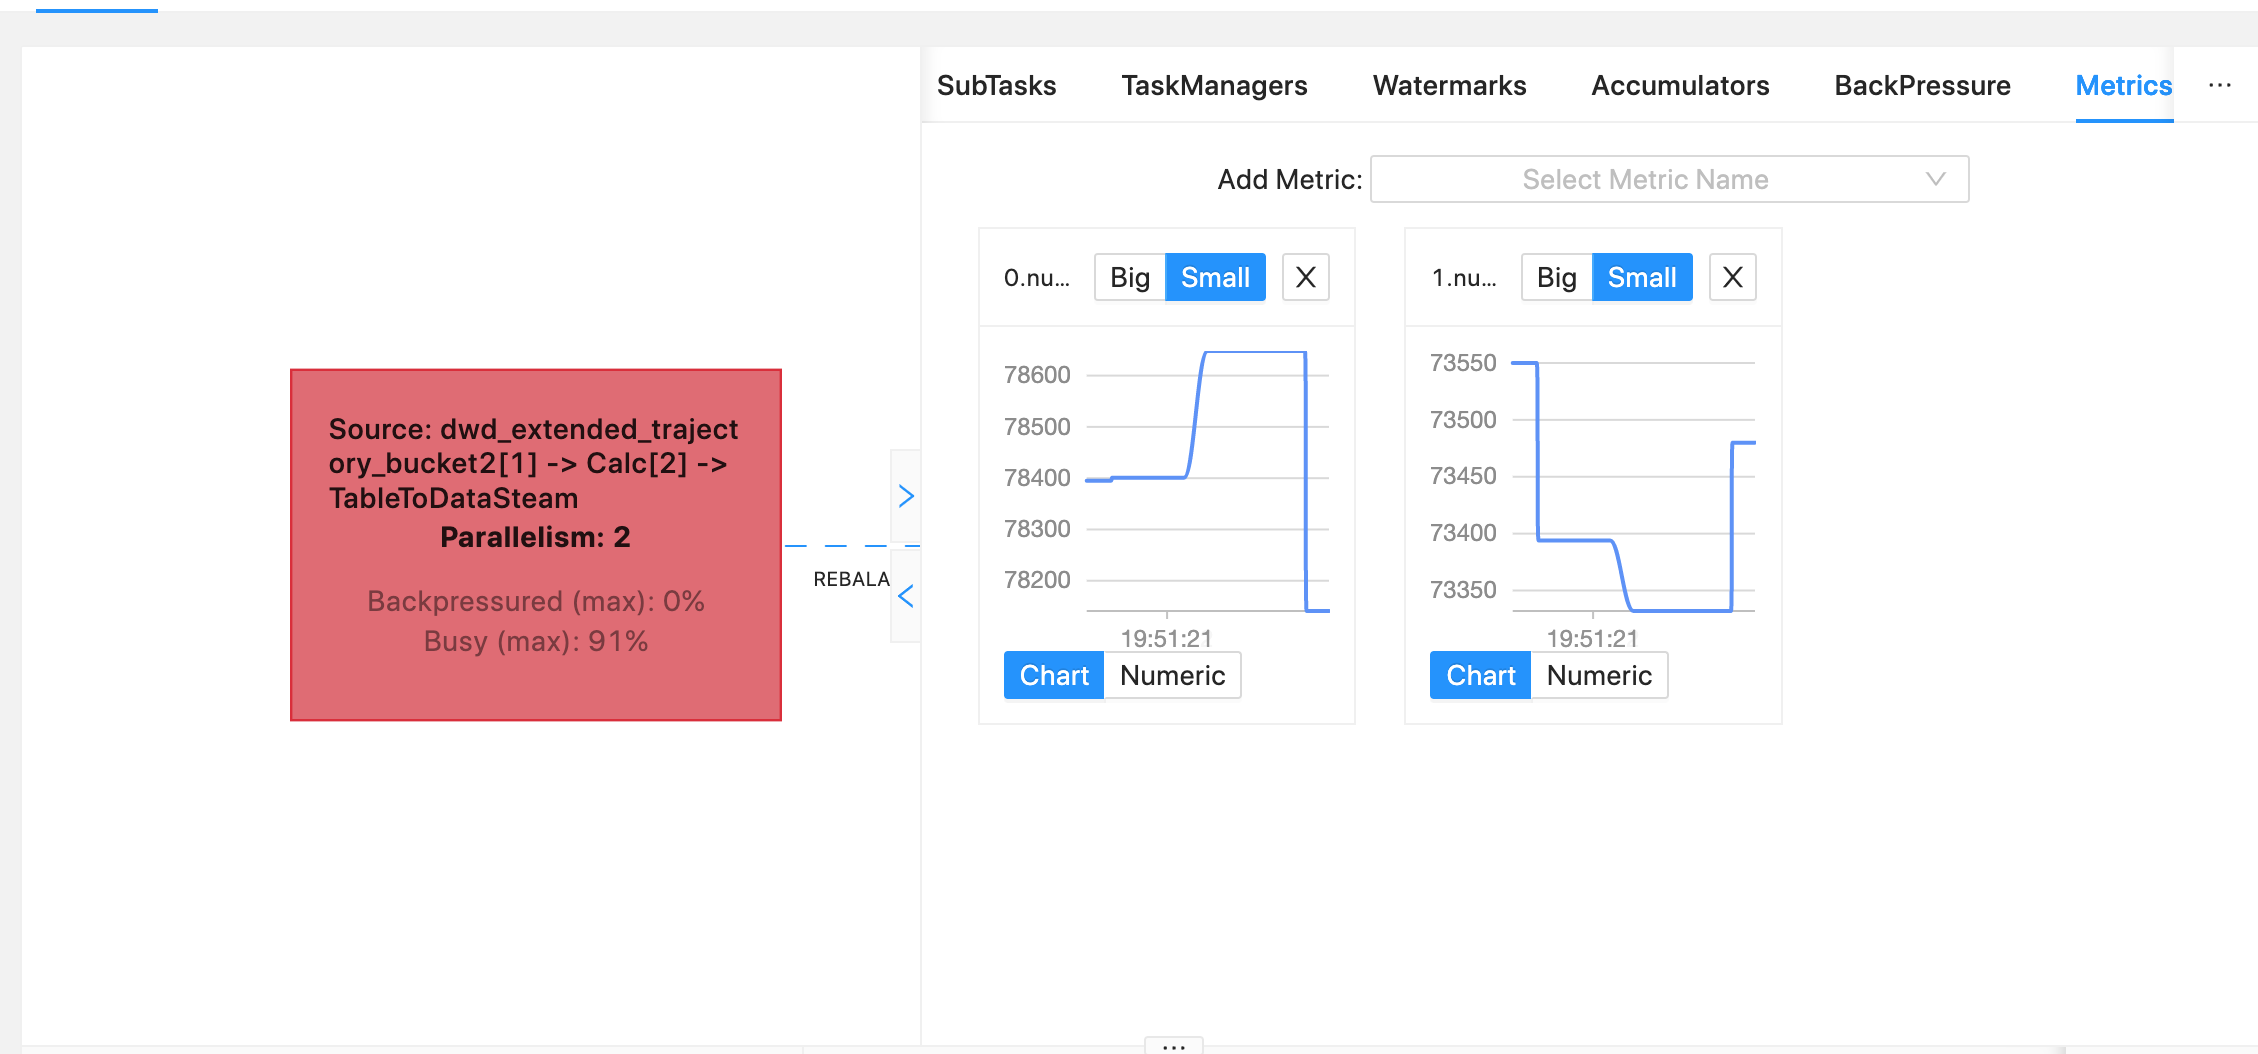 SubTasks TaskManagers Watermarks Accumulators BackPressure Metrics ...
Add Metric: Select Metric Name
0.nu... Big Small X
78600
78500
78400
78300
78200
19:51:21
Chart Numeric
1.nu... Big Small X
73550
73500
73450
73400
73350
19:51:21
Chart Numeric
Source: dwd_extended_traject
ory_bucket2[1] -> Calc[2] ->
TableToDataSteam
Parallelism: 2
Backpressured (max): 0%
Busy (max): 91%
REBALA
...